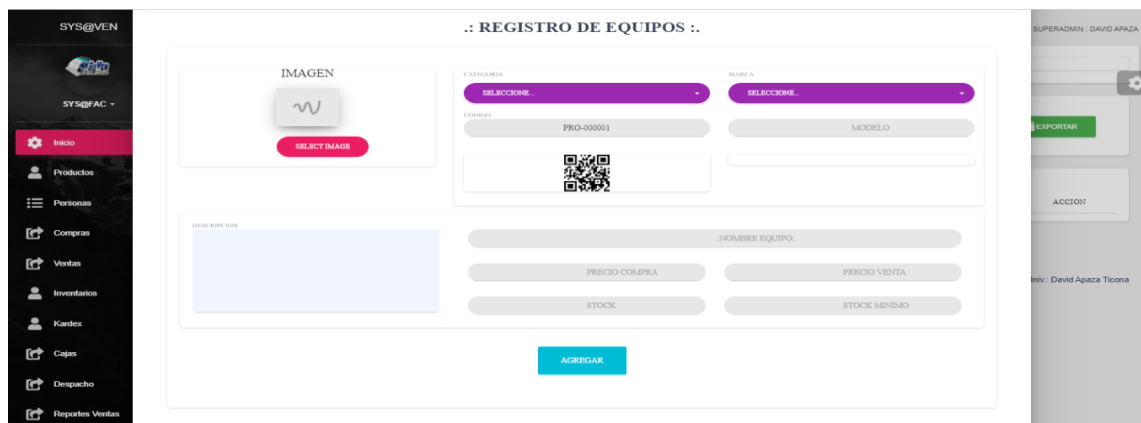 SYS@VEN
SYS@FAC
Inicio
Productos
Personas
Compras
Ventas
Inventarios
Kardex
Cajas
Despacho
Reportes Ventas
.: REGISTRO DE EQUIPOS :.
IMAGEN
SELECT IMAGE
CATEGORIA
MARCA
SELECCIONE...
SELECCIONE...
CODIGO
PRO-000001
MODELO
DESCRIPCION
.:NOMBRE EQUIPO:.
PRECIO COMPRA
PRECIO VENTA
STOCK
STOCK MINIMO
AGREGAR
SUPERADMIN : DAVID APAZA
EXPORTAR
ACCION
Univ.: David Apaza Ticona